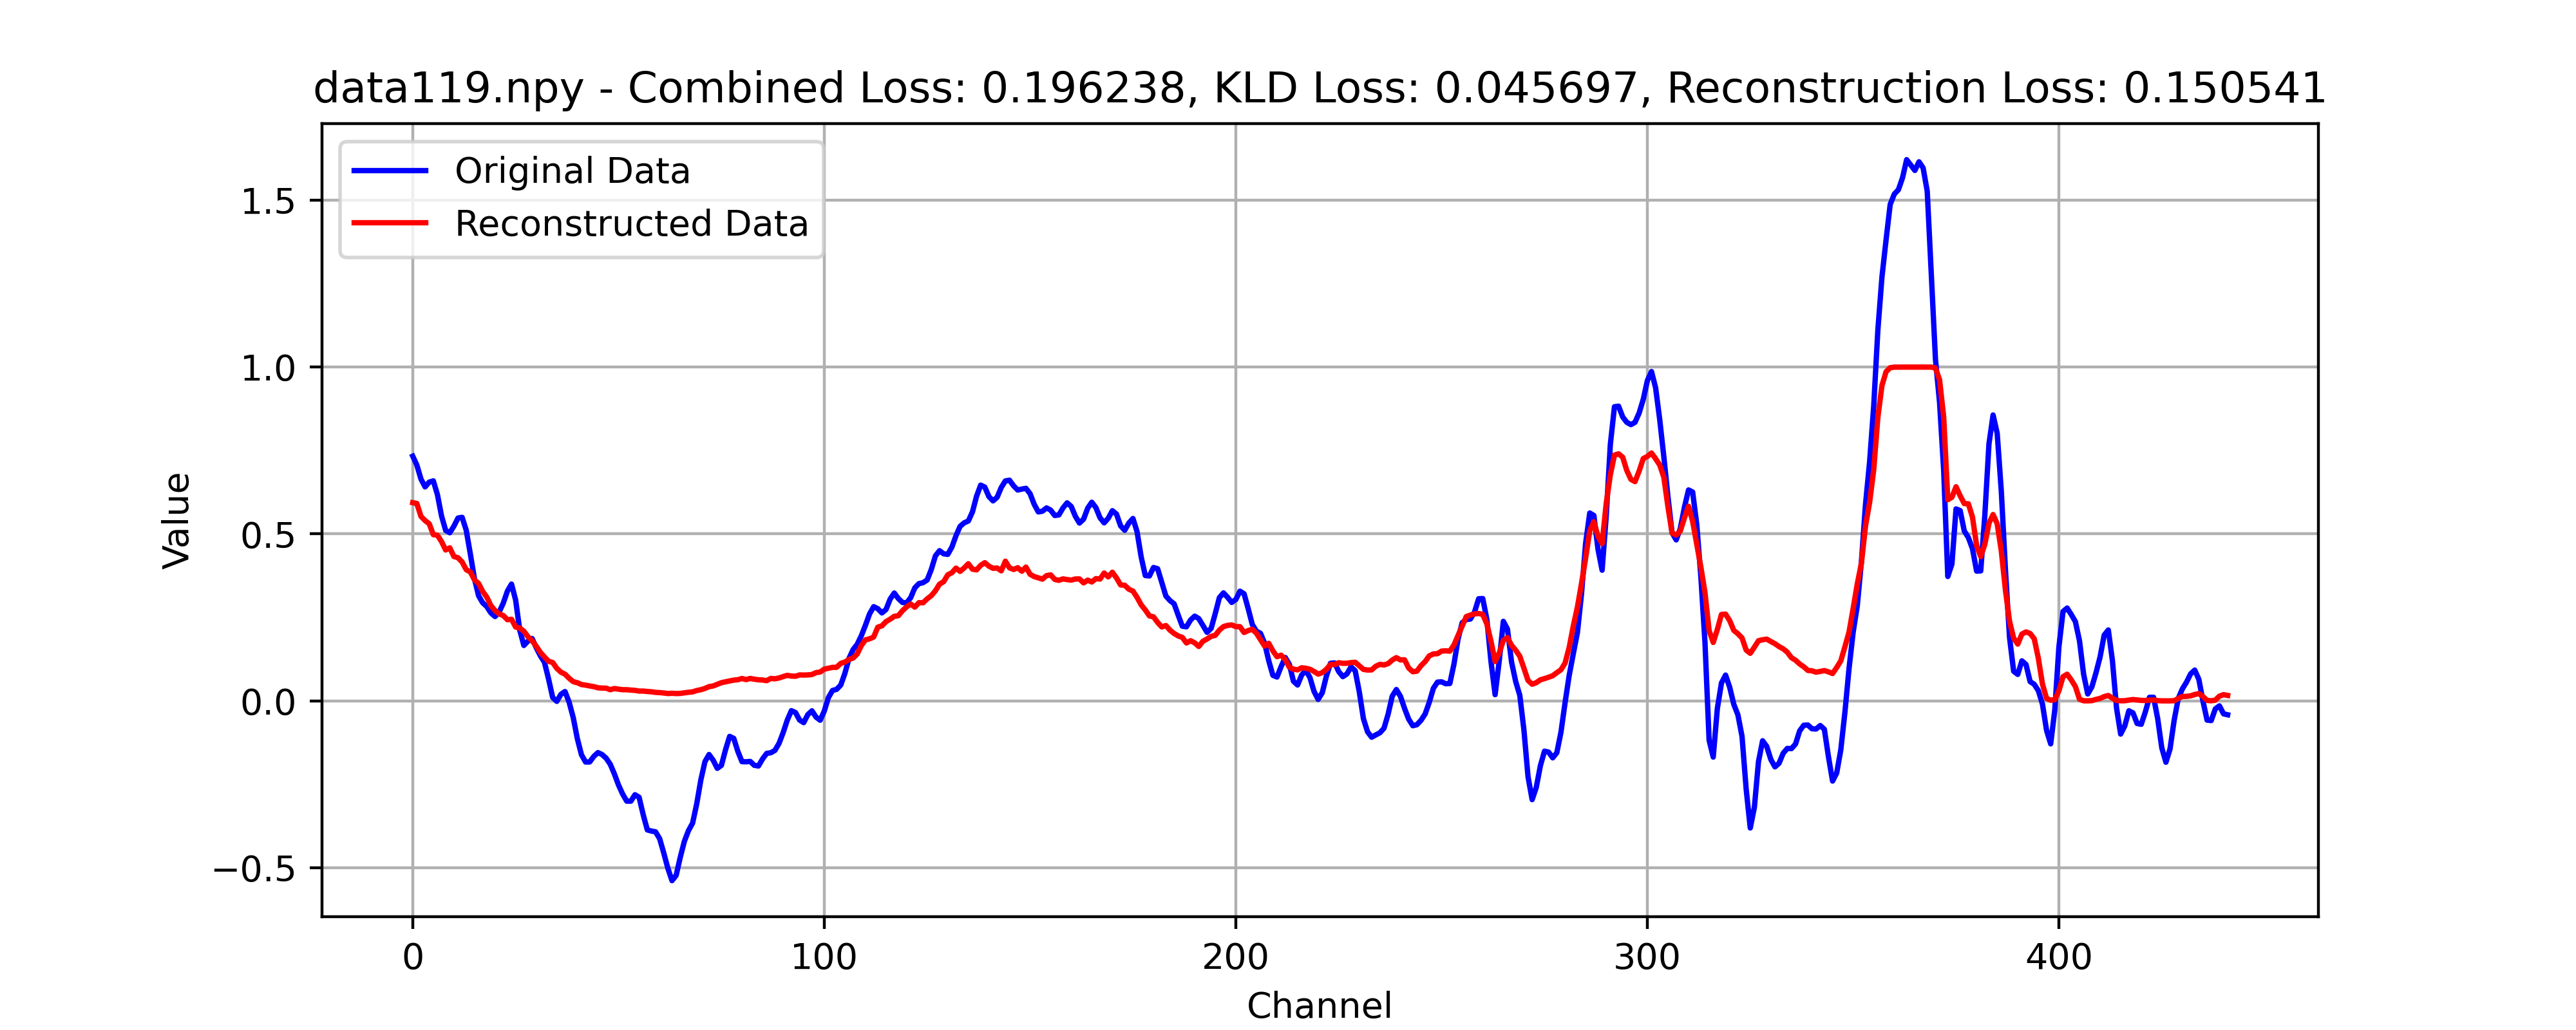 data119.npy - Combined Loss: 0.196238, KLD Loss: 0.045697, Reconstruction Loss: 0.150541
Original Data
Reconstructed Data
Value
1.5
1.0
0.5
0.0
−0.5
0 100 200 300 400
Channel